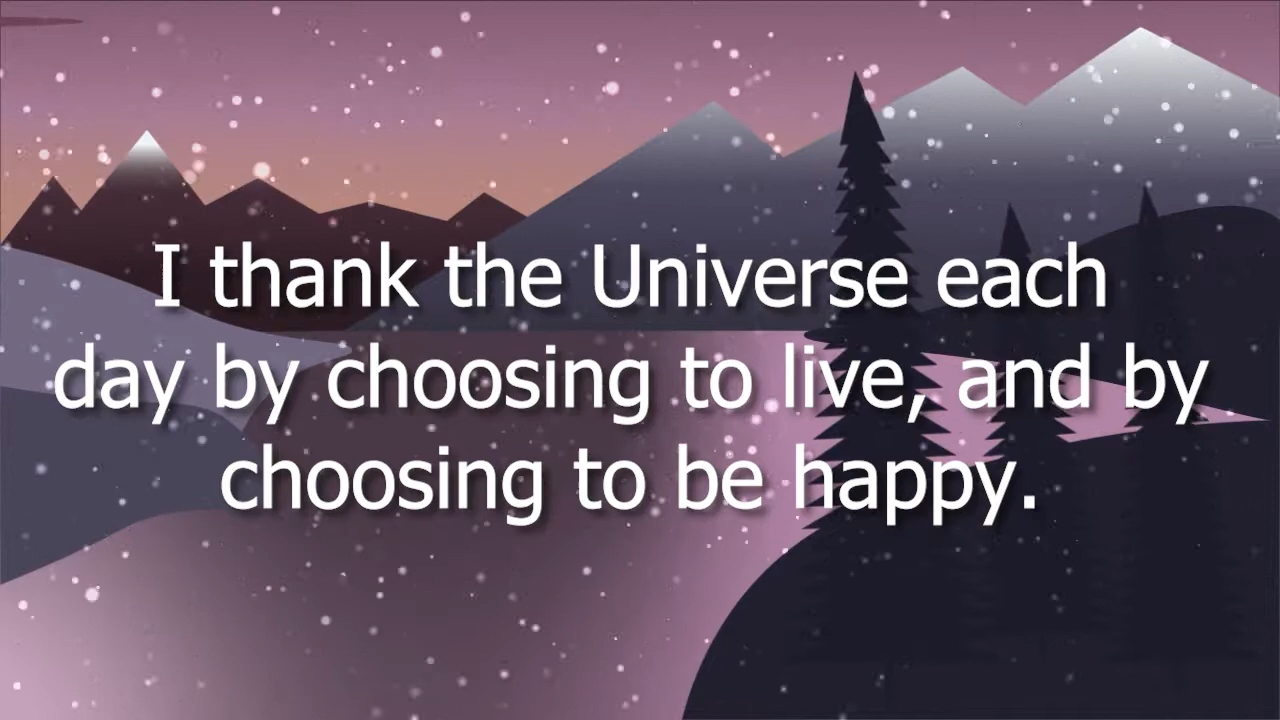 I thank the Universe each
day by choosing to live, and by
choosing to be happy.